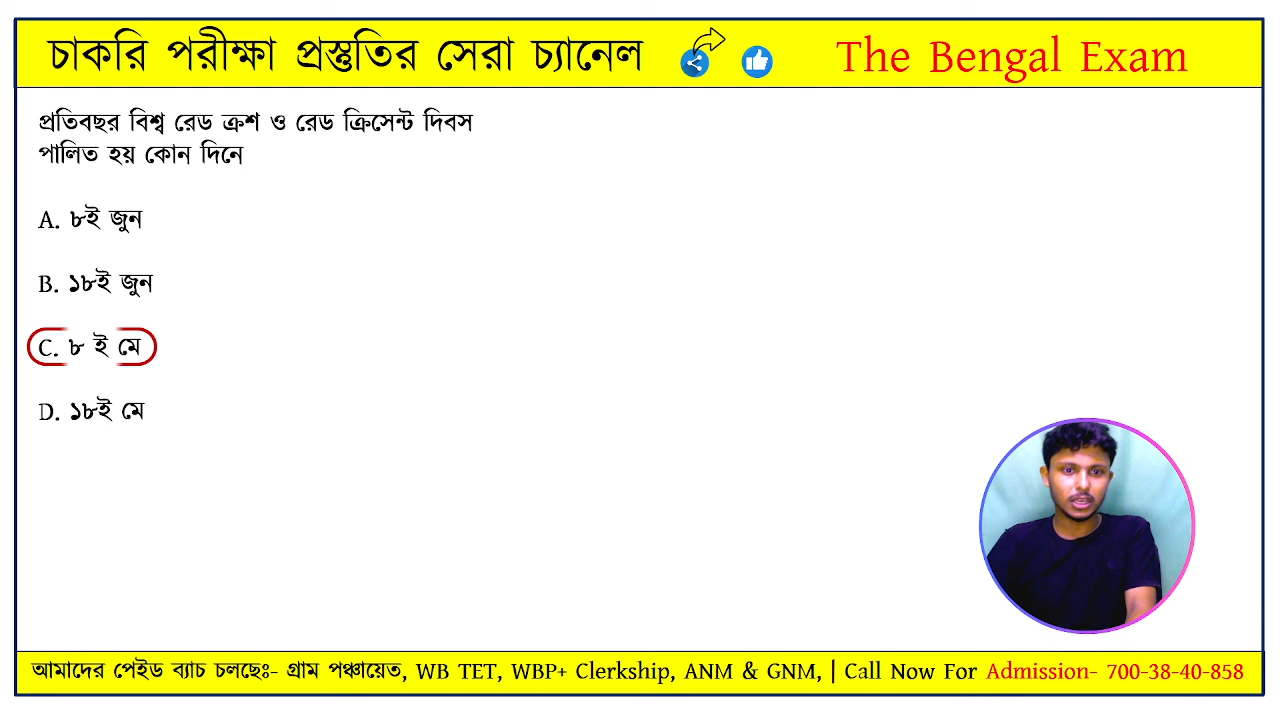 চাকরি পরীক্ষা প্রস্তুতির সেরা চ্যানেল The Bengal Exam
প্রতিবছর বিশ্ব রেড ক্রশ ও রেড ক্রিসেন্ট দিবস
পালিত হয় কোন দিনে
A. ৮ই জুন
B. ১৮ই জুন
C. ৮ ই মে
D. ১৮ই মে
আমাদের পেইড ব্যাচ চলছেঃ- গ্রাম পঞ্চায়েত, WB TET, WBP+ Clerkship, ANM & GNM, | Call Now For Admission- 700-38-40-858